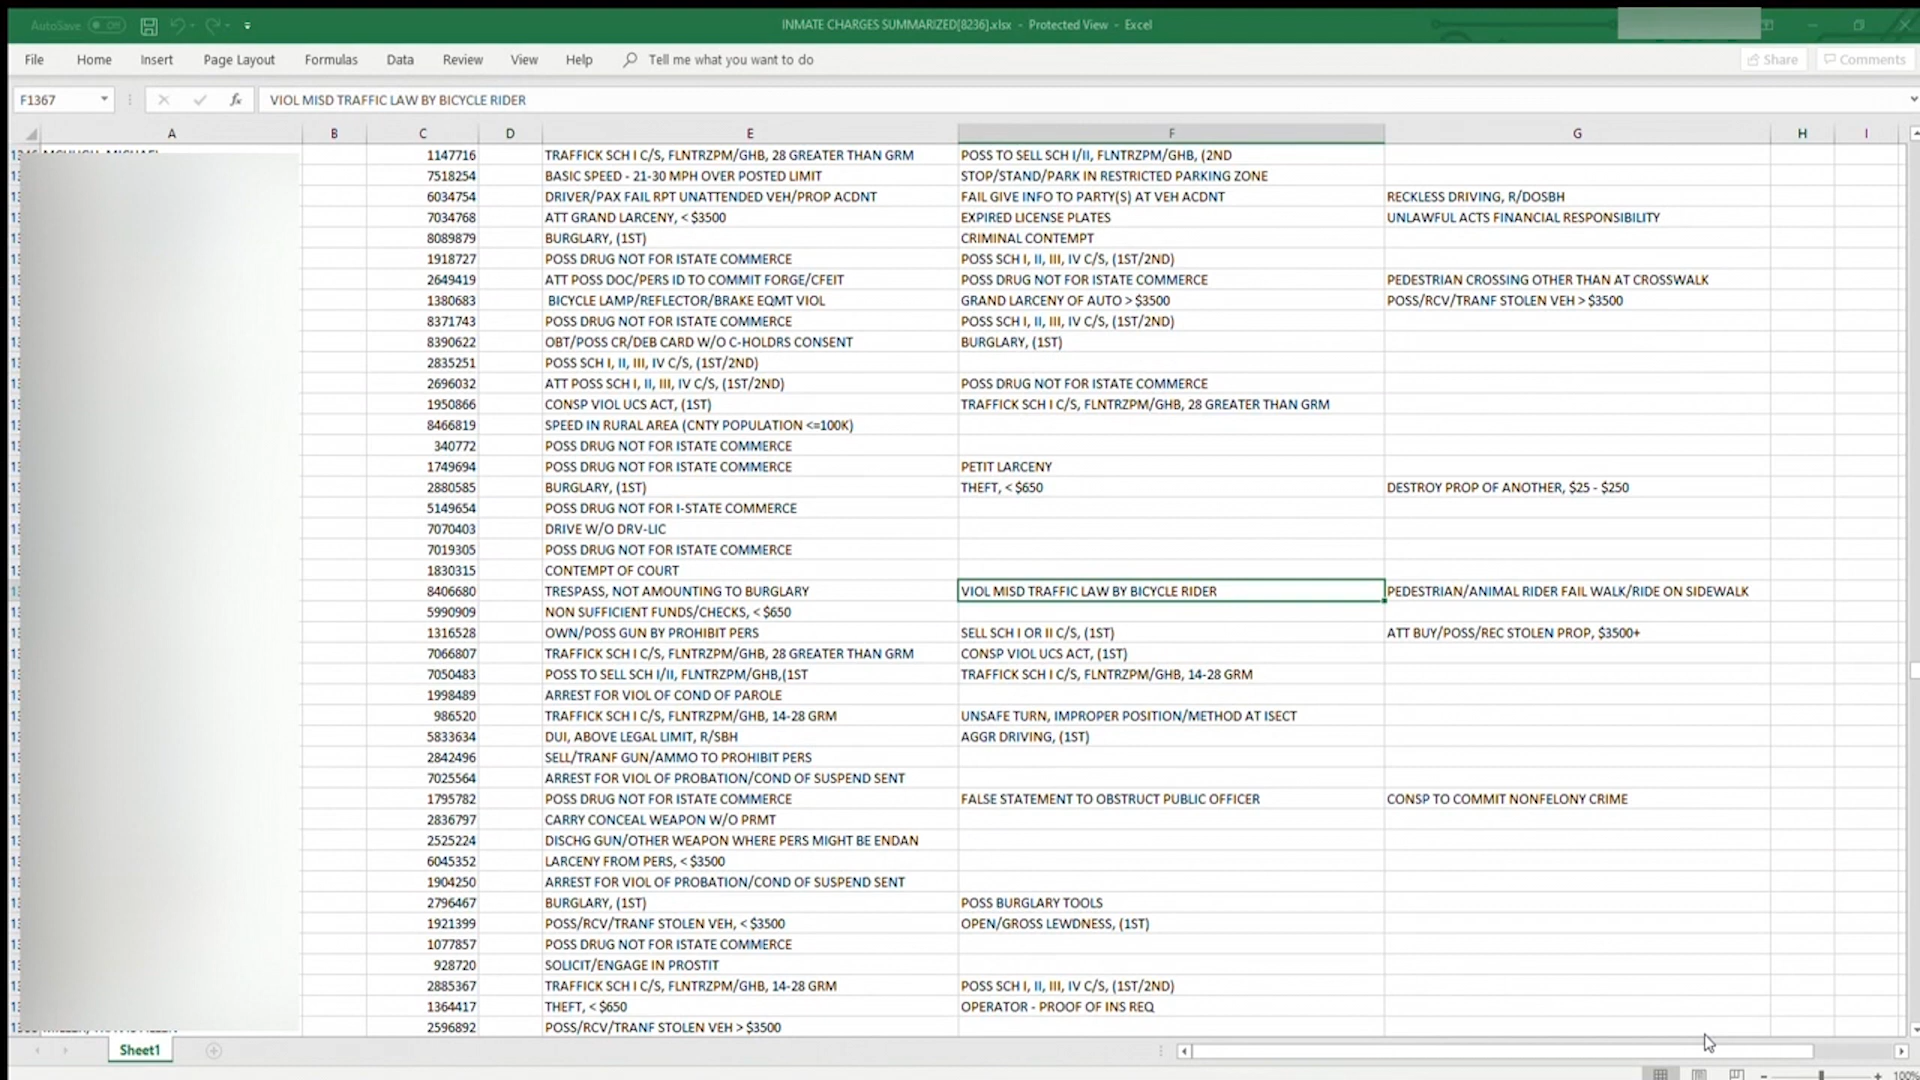 AutoSave Off INMATE CHARGES SUMMARIZED[8236].xlsx - Protected View - Excel
File Home Insert Page Layout Formulas Data Review View Help Tell me what you want to do Share Comments
F1367 fx VIOL MISD TRAFFIC LAW BY BICYCLE RIDER
A B C D E F G H I
1147716 TRAFFICK SCH I C/S, FLNTRZPM/GHB, 28 GREATER THAN GRM POSS TO SELL SCH I/II, FLNTRZPM/GHB, (2ND
7518254 BASIC SPEED - 21-30 MPH OVER POSTED LIMIT STOP/STAND/PARK IN RESTRICTED PARKING ZONE
6034754 DRIVER/PAX FAIL RPT UNATTENDED VEH/PROP ACDNT FAIL GIVE INFO TO PARTY(S) AT VEH ACDNT RECKLESS DRIVING, R/DOSBH
7034768 ATT GRAND LARCENY, < $3500 EXPIRED LICENSE PLATES UNLAWFUL ACTS FINANCIAL RESPONSIBILITY
8089879 BURGLARY, (1ST) CRIMINAL CONTEMPT
1918727 POSS DRUG NOT FOR ISTATE COMMERCE POSS SCH I, II, III, IV C/S, (1ST/2ND)
2649419 ATT POSS DOC/PERS ID TO COMMIT FORGE/CFEIT POSS DRUG NOT FOR ISTATE COMMERCE PEDESTRIAN CROSSING OTHER THAN AT CROSSWALK
1380683 BICYCLE LAMP/REFLECTOR/BRAKE EQMT VIOL GRAND LARCENY OF AUTO > $3500 POSS/RCV/TRANF STOLEN VEH > $3500
8371743 POSS DRUG NOT FOR ISTATE COMMERCE POSS SCH I, II, III, IV C/S, (1ST/2ND)
8390622 OBT/POSS CR/DEB CARD W/O C-HOLDRS CONSENT BURGLARY, (1ST)
2835251 POSS SCH I, II, III, IV C/S, (1ST/2ND)
2696032 ATT POSS SCH I, II, III, IV C/S, (1ST/2ND) POSS DRUG NOT FOR ISTATE COMMERCE
1950866 CONSP VIOL UCS ACT, (1ST) TRAFFICK SCH I C/S, FLNTRZPM/GHB, 28 GREATER THAN GRM
8466819 SPEED IN RURAL AREA (CNTY POPULATION <=100K)
340772 POSS DRUG NOT FOR ISTATE COMMERCE
1749694 POSS DRUG NOT FOR ISTATE COMMERCE PETIT LARCENY
2880585 BURGLARY, (1ST) THEFT, < $650 DESTROY PROP OF ANOTHER, $25 - $250
5149654 POSS DRUG NOT FOR I-STATE COMMERCE
7070403 DRIVE W/O DRV-LIC
7019305 POSS DRUG NOT FOR ISTATE COMMERCE
1830315 CONTEMPT OF COURT
8406680 TRESPASS, NOT AMOUNTING TO BURGLARY VIOL MISD TRAFFIC LAW BY BICYCLE RIDER PEDESTRIAN/ANIMAL RIDER FAIL WALK/RIDE ON SIDEWALK
5990909 NON SUFFICIENT FUNDS/CHECKS, < $650
1316528 OWN/POSS GUN BY PROHIBIT PERS SELL SCH I OR II C/S, (1ST) ATT BUY/POSS/REC STOLEN PROP, $3500+
7066807 TRAFFICK SCH I C/S, FLNTRZPM/GHB, 28 GREATER THAN GRM CONSP VIOL UCS ACT, (1ST)
7050483 POSS TO SELL SCH I/II, FLNTRZPM/GHB,(1ST TRAFFICK SCH I C/S, FLNTRZPM/GHB, 14-28 GRM
1998489 ARREST FOR VIOL OF COND OF PAROLE
986520 TRAFFICK SCH I C/S, FLNTRZPM/GHB, 14-28 GRM UNSAFE TURN, IMPROPER POSITION/METHOD AT ISECT
5833634 DUI, ABOVE LEGAL LIMIT, R/SBH AGGR DRIVING, (1ST)
2842496 SELL/TRANF GUN/AMMO TO PROHIBIT PERS
7025564 ARREST FOR VIOL OF PROBATION/COND OF SUSPEND SENT
1795782 POSS DRUG NOT FOR ISTATE COMMERCE FALSE STATEMENT TO OBSTRUCT PUBLIC OFFICER CONSP TO COMMIT NONFELONY CRIME
2836797 CARRY CONCEAL WEAPON W/O PRMT
2525224 DISCHG GUN/OTHER WEAPON WHERE PERS MIGHT BE ENDAN
6045352 LARCENY FROM PERS, < $3500
1904250 ARREST FOR VIOL OF PROBATION/COND OF SUSPEND SENT
2796467 BURGLARY, (1ST) POSS BURGLARY TOOLS
1921399 POSS/RCV/TRANF STOLEN VEH, < $3500 OPEN/GROSS LEWDNESS, (1ST)
1077857 POSS DRUG NOT FOR ISTATE COMMERCE
928720 SOLICIT/ENGAGE IN PROSTIT
2885367 TRAFFICK SCH I C/S, FLNTRZPM/GHB, 14-28 GRM POSS SCH I, II, III, IV C/S, (1ST/2ND)
1364417 THEFT, < $650 OPERATOR - PROOF OF INS REQ
2596892 POSS/RCV/TRANF STOLEN VEH > $3500
Sheet1
100%